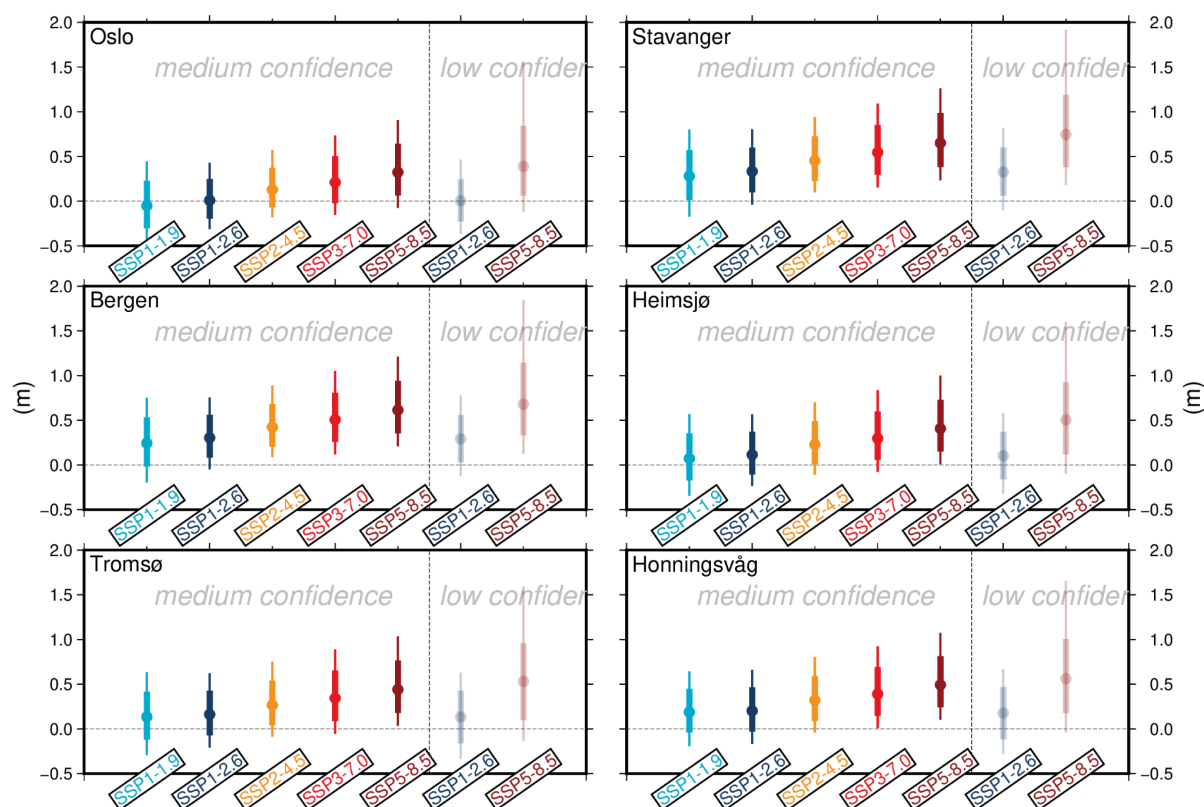 Oslo
medium confidence
low confider
2.0
1.5
1.0
0.5
0.0
−0.5
SSP1-1.9
SSP1-2.6
SSP2-4.5
SSP3-7.0
SSP5-8.5
SSP1-2.6
SSP5-8.5
Stavanger
medium confidence
low confider
2.0
1.5
1.0
0.5
0.0
−0.5
SSP1-1.9
SSP1-2.6
SSP2-4.5
SSP3-7.0
SSP5-8.5
SSP1-2.6
SSP5-8.5
Bergen
medium confidence
low confider
(m)
2.0
1.5
1.0
0.5
0.0
−0.5
SSP1-1.9
SSP1-2.6
SSP2-4.5
SSP3-7.0
SSP5-8.5
SSP1-2.6
SSP5-8.5
Heimsjø
medium confidence
low confider
2.0
1.5
1.0
0.5
0.0
−0.5
(m)
SSP1-1.9
SSP1-2.6
SSP2-4.5
SSP3-7.0
SSP5-8.5
SSP1-2.6
SSP5-8.5
Tromsø
medium confidence
low confider
2.0
1.5
1.0
0.5
0.0
−0.5
SSP1-1.9
SSP1-2.6
SSP2-4.5
SSP3-7.0
SSP5-8.5
SSP1-2.6
SSP5-8.5
Honningsvåg
medium confidence
low confider
2.0
1.5
1.0
0.5
0.0
−0.5
SSP1-1.9
SSP1-2.6
SSP2-4.5
SSP3-7.0
SSP5-8.5
SSP1-2.6
SSP5-8.5